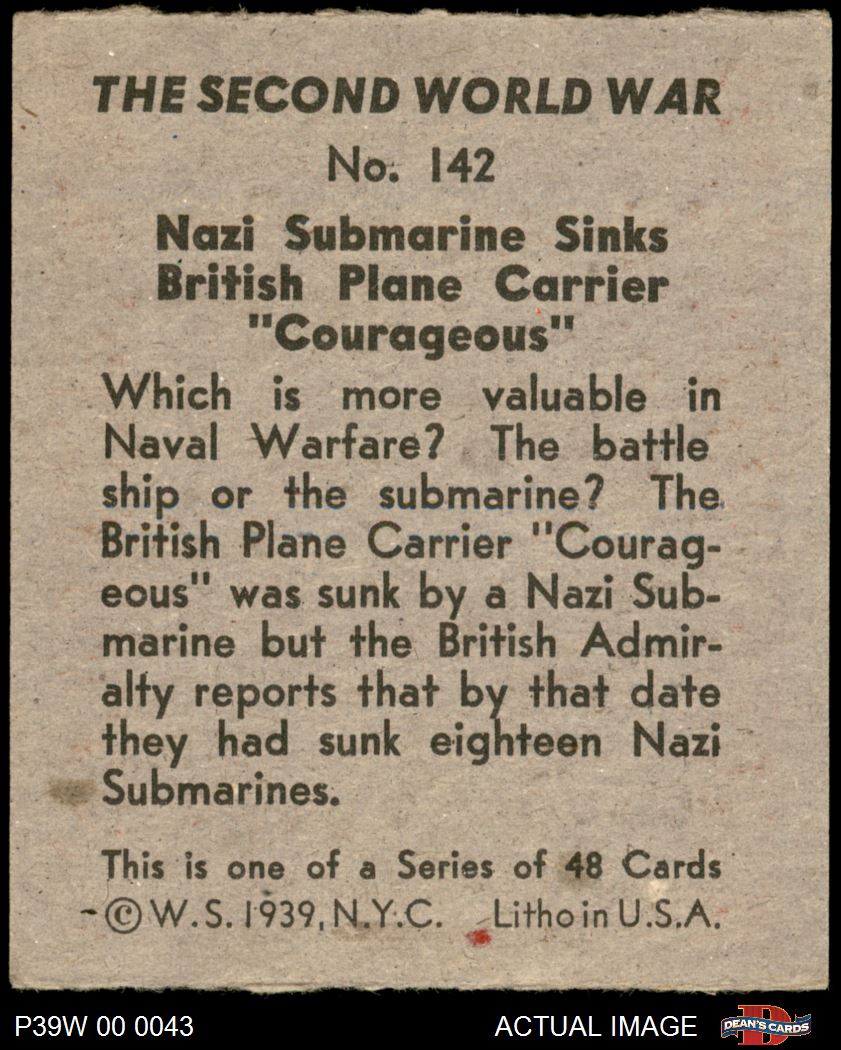 THE SECOND WORLD WAR
No. 142
Nazi Submarine Sinks
British Plane Carrier
"Courageous"
Which is more valuable in
Naval Warfare? The battle
ship or the submarine? The
British Plane Carrier "Courag-
eous" was sunk by a Nazi Sub-
marine but the British Admir-
alty reports that by that date
they had sunk eighteen Nazi
Submarines.
This is one of a Series of 48 Cards
© W.S. 1939, N.Y.C. Litho in U.S.A.
P39W 00 0043 ACTUAL IMAGE DEAN'S CARDS